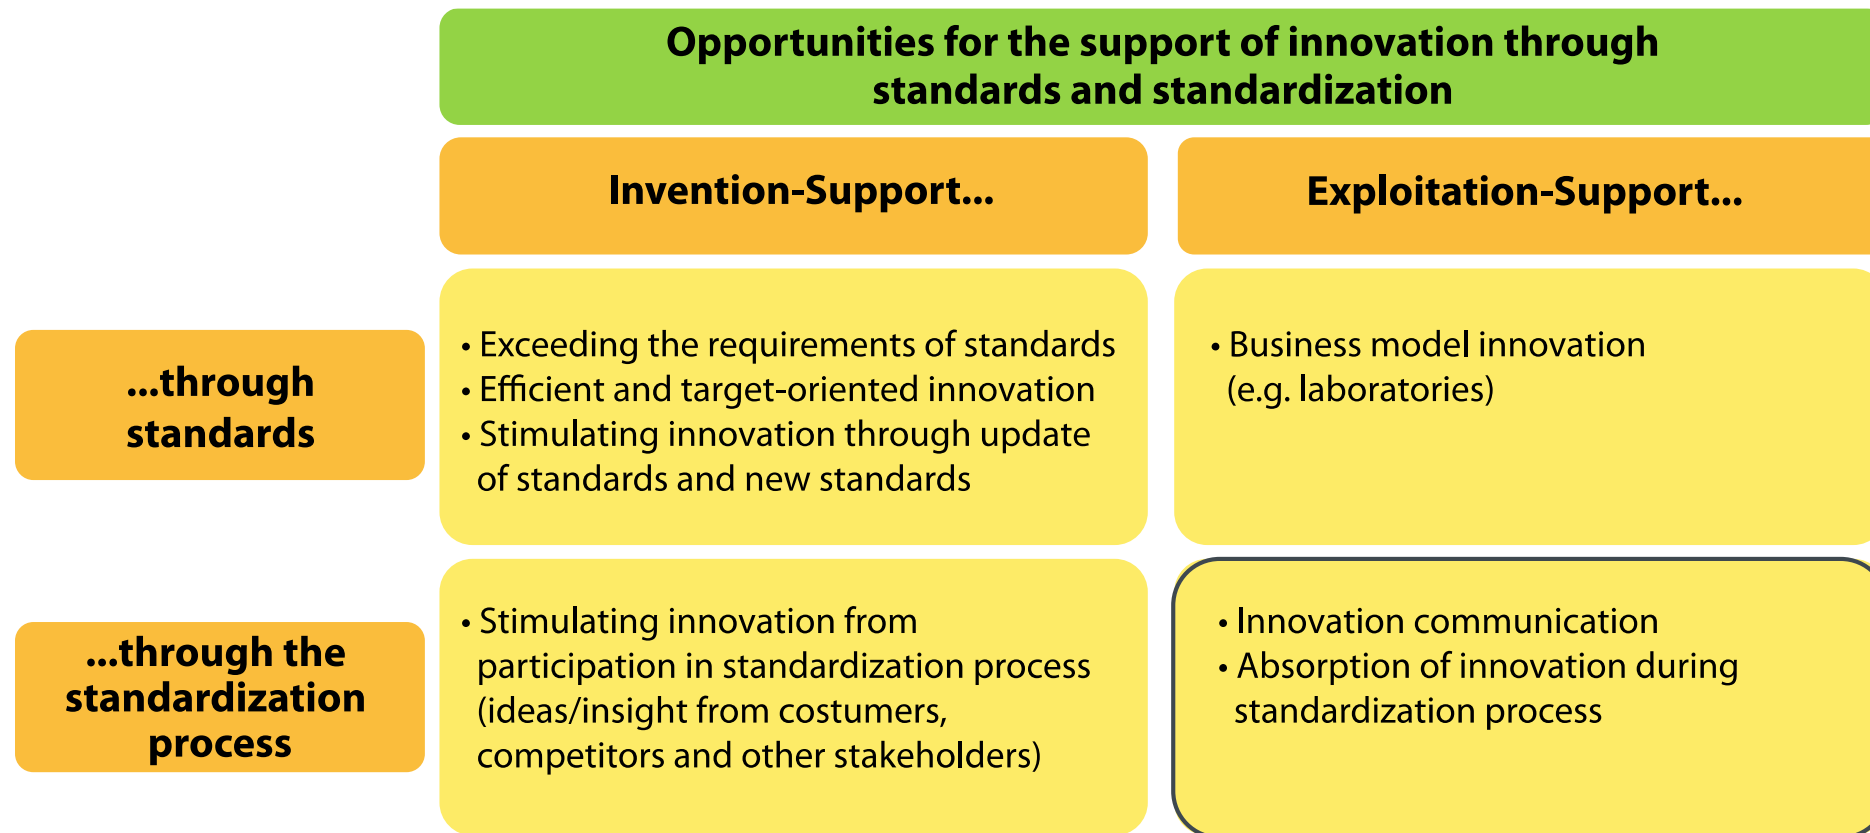 Opportunities for the support of innovation through
standards and standardization
Invention-Support...
Exploitation-Support...
...through
standards
• Exceeding the requirements of standards
• Efficient and target-oriented innovation
• Stimulating innovation through update
of standards and new standards
• Business model innovation
(e.g. laboratories)
...through the
standardization
process
• Stimulating innovation from
participation in standardization process
(ideas/insight from costumers,
competitors and other stakeholders)
• Innovation communication
• Absorption of innovation during
standardization process